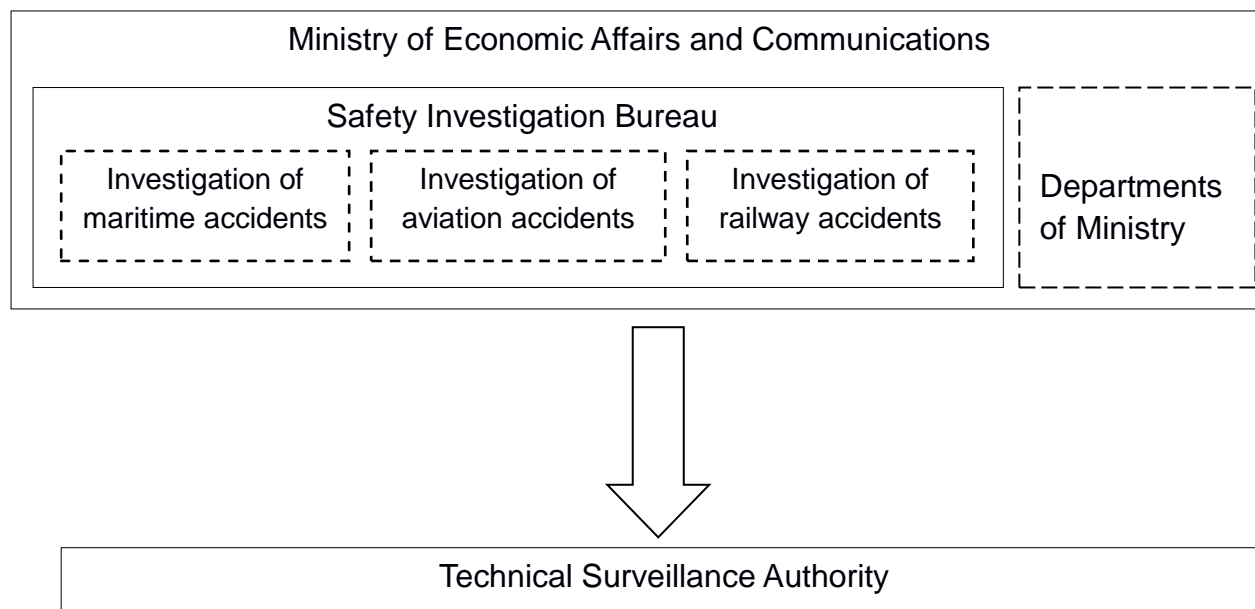 Ministry of Economic Affairs and Communications
Safety Investigation Bureau
Investigation of
maritime accidents
Investigation of
aviation accidents
Investigation of
railway accidents
Departments
of Ministry
Technical Surveillance Authority